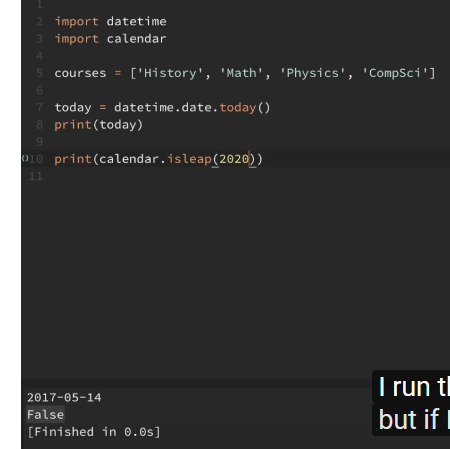 1
2 import datetime
3 import calendar
4
5 courses = ['History', 'Math', 'Physics', 'CompSci']
6
7 today = datetime.date.today()
8 print(today)
9
10 print(calendar.isleap(2020))
11
2017-05-14
False
[Finished in 0.0s]
I run
but if